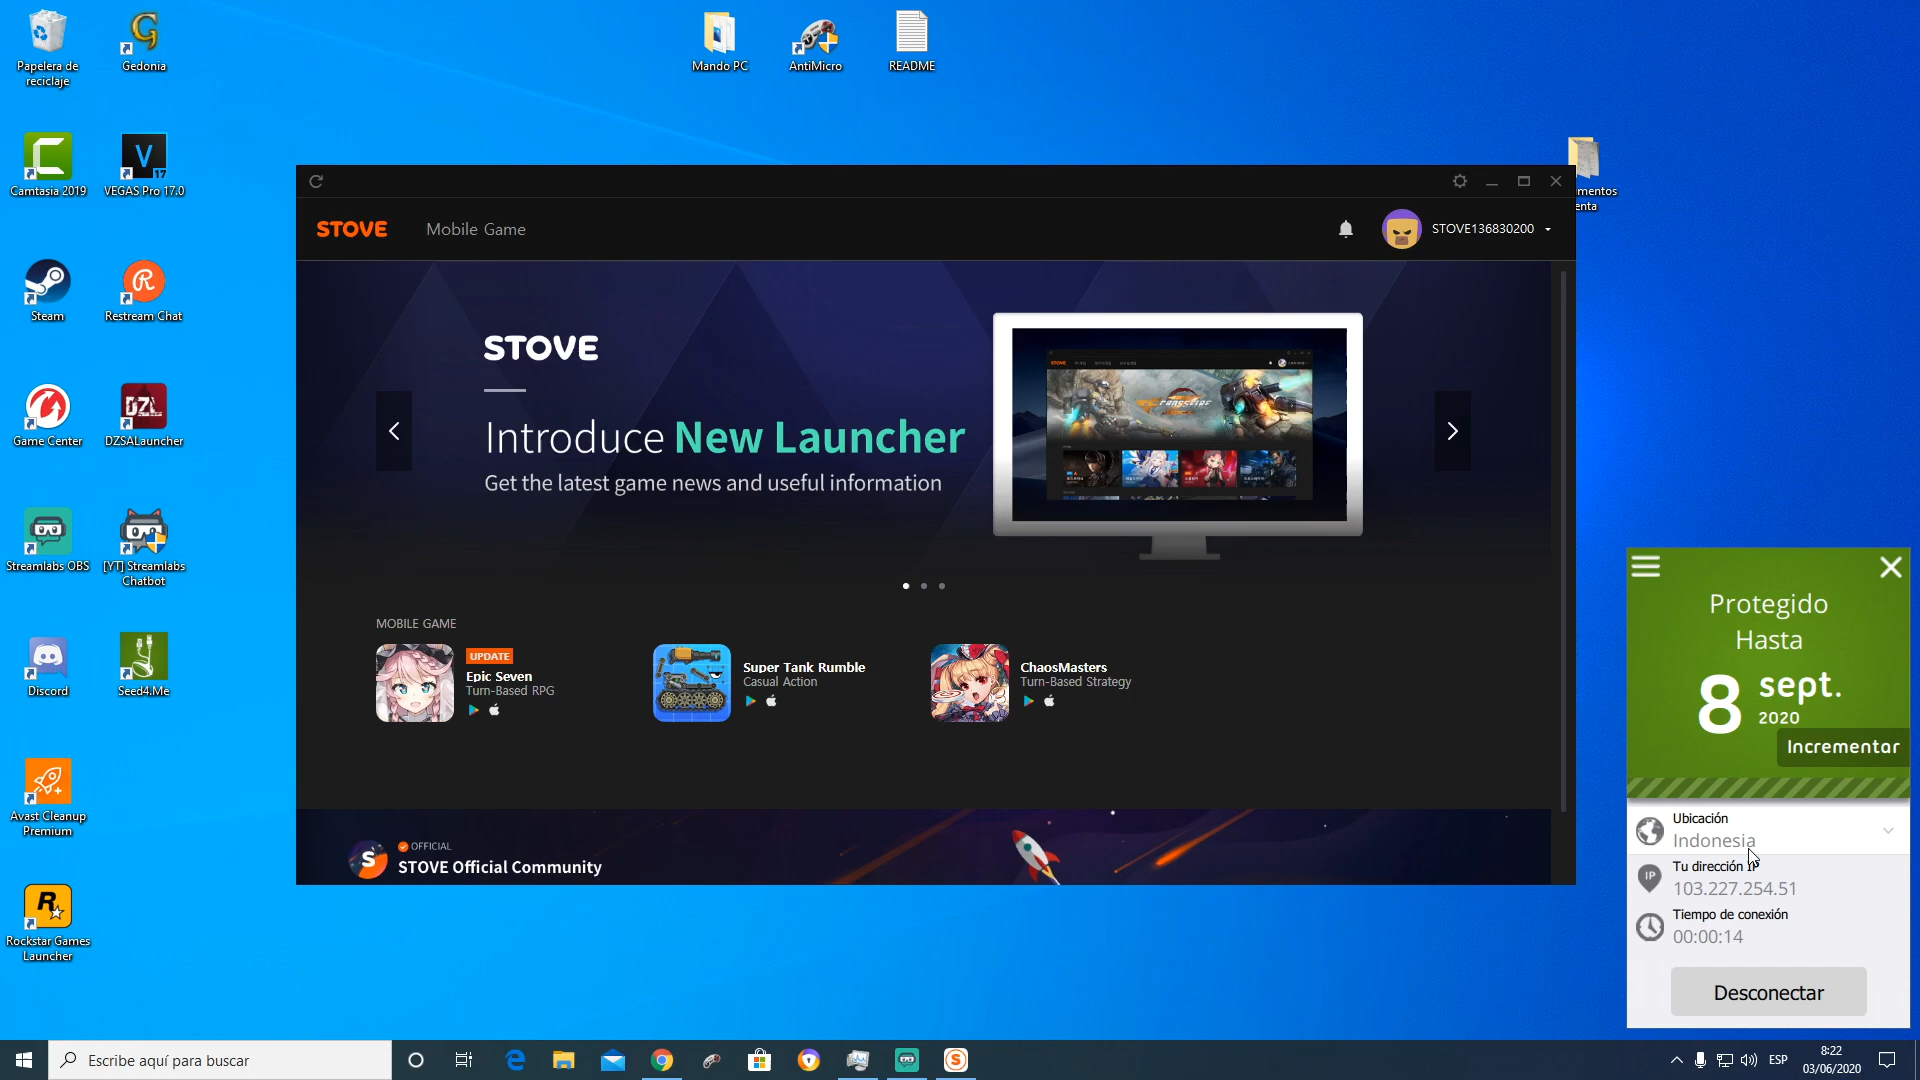 Papelera de
reciclaje
Gedonia
Mando PC
AntiMicro
README
Camtasia 2019
VEGAS Pro 17.0
V
17
Steam
Restream Chat
Game Center
DZSALauncher
DZL
Streamlabs OBS
[YT] Streamlabs
Chatbot
Discord
Seed4.Me
Avast Cleanup
Premium
Rockstar Games
Launcher
STOVE
Mobile Game
STOVE136830200
STOVE
Introduce New Launcher
Get the latest game news and useful information
CROSSFIRE
MOBILE GAME
UPDATE
Epic Seven
Turn-Based RPG
Super Tank Rumble
Casual Action
ChaosMasters
Turn-Based Strategy
S
OFFICIAL
STOVE Official Community
Protegido
Hasta
8 sept.
2020
Incrementar
Ubicación
Indonesia
IP
Tu dirección IP
103.227.254.51
Tiempo de conexión
00:00:14
Desconectar
Escribe aquí para buscar
ESP
8:22
03/06/2020